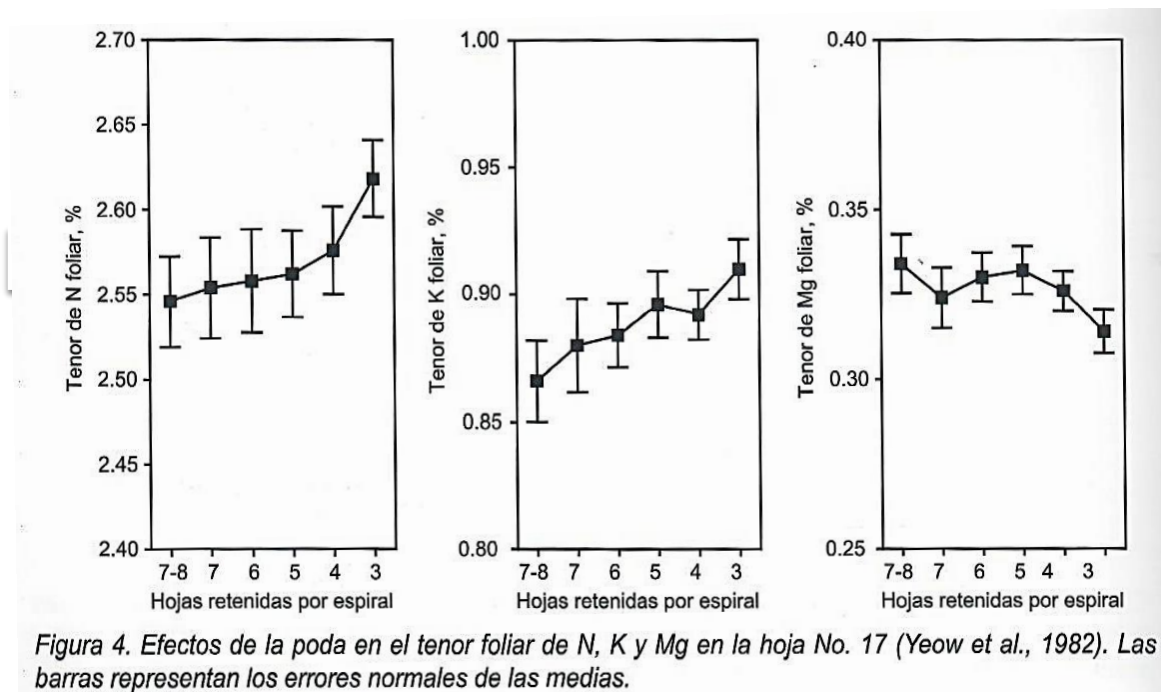 2.70
2.65
2.60
2.55
2.50
2.45
2.40
Tenor de N foliar, %
7-8 7 6 5 4 3
Hojas retenidas por espiral
1.00
0.95
0.90
0.85
0.80
Tenor de K foliar, %
7-8 7 6 5 4 3
Hojas retenidas por espiral
0.40
0.35
0.30
0.25
Tenor de Mg foliar, %
7-8 7 6 5 4 3
Hojas retenidas por espiral
Figura 4. Efectos de la poda en el tenor foliar de N, K y Mg en la hoja No. 17 (Yeow et al., 1982). Las
barras representan los errores normales de las medias.